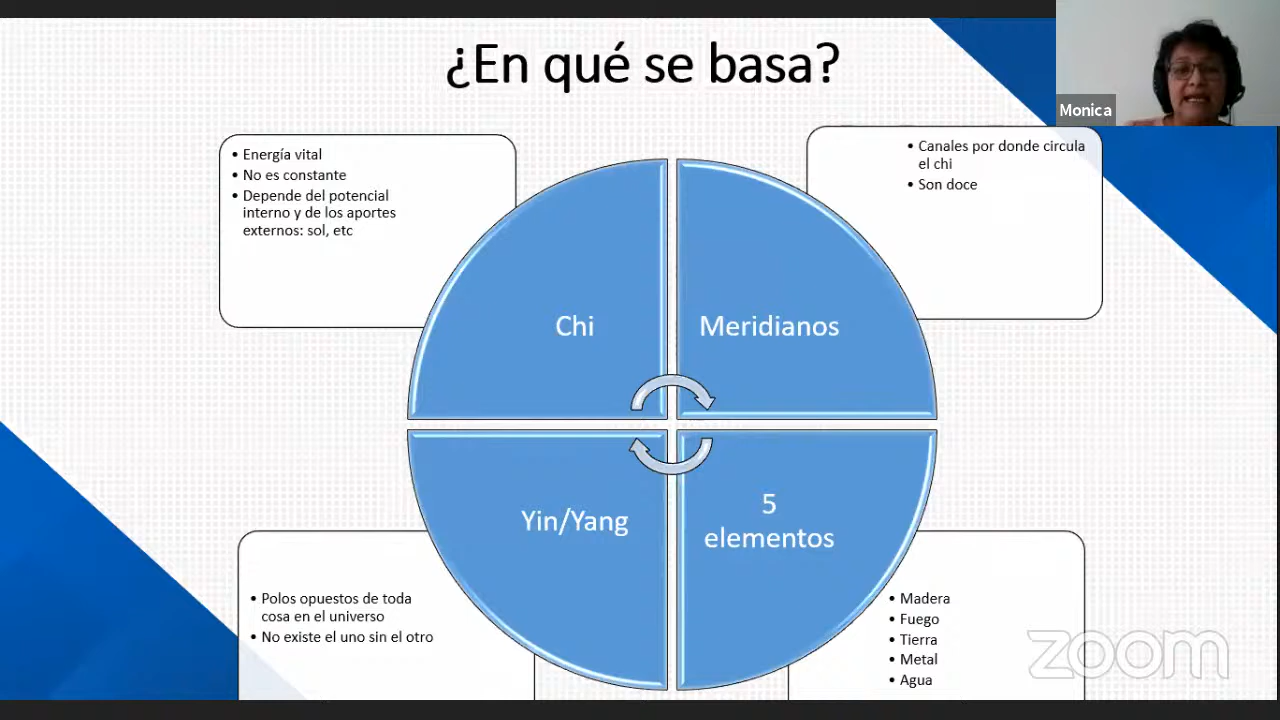 ¿En qué se basa?
Monica
• Energía vital
• No es constante
• Depende del potencial
interno y de los aportes
externos: sol, etc
• Canales por donde circula
el chi
• Son doce
Chi
Meridianos
Yin/Yang
5
elementos
• Polos opuestos de toda
cosa en el universo
• No existe el uno sin el otro
• Madera
• Fuego
• Tierra
• Metal
• Agua
zoom